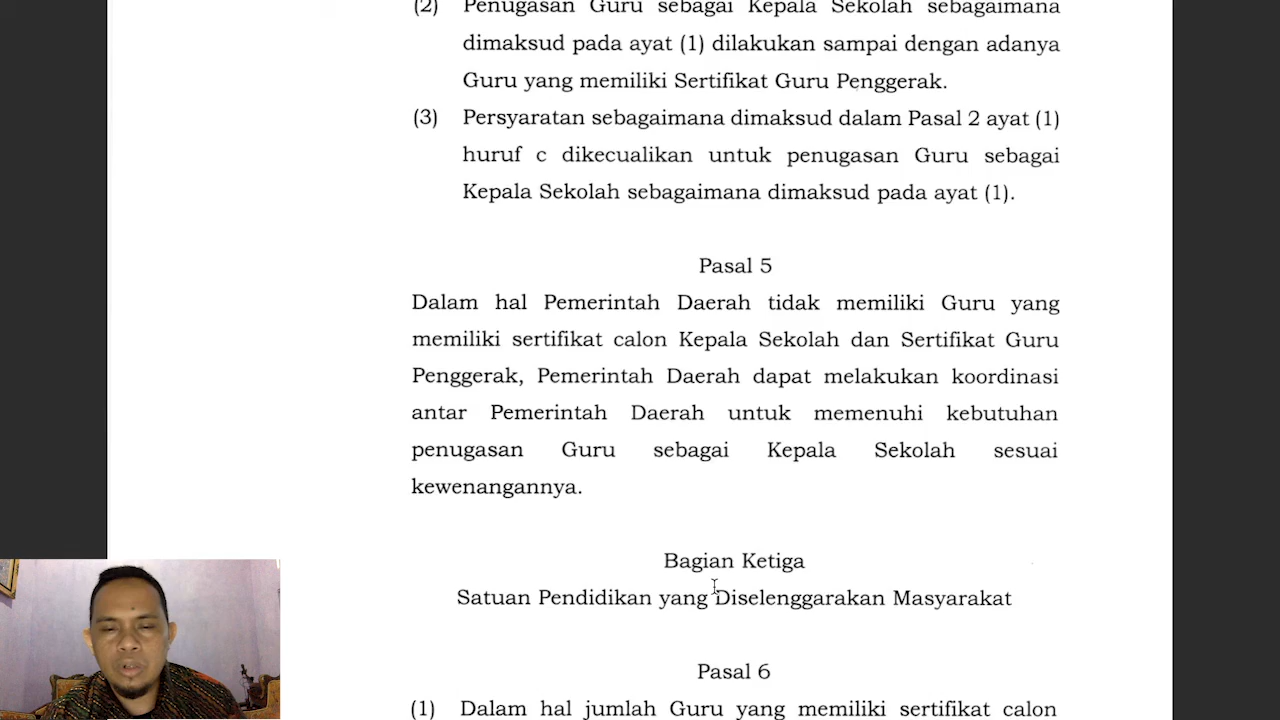 (2) Penugasan Guru sebagai Kepala Sekolah sebagaimana
dimaksud pada ayat (1) dilakukan sampai dengan adanya
Guru yang memiliki Sertifikat Guru Penggerak.
(3) Persyaratan sebagaimana dimaksud dalam Pasal 2 ayat (1)
huruf c dikecualikan untuk penugasan Guru sebagai
Kepala Sekolah sebagaimana dimaksud pada ayat (1).
Pasal 5
Dalam hal Pemerintah Daerah tidak memiliki Guru yang
memiliki sertifikat calon Kepala Sekolah dan Sertifikat Guru
Penggerak, Pemerintah Daerah dapat melakukan koordinasi
antar Pemerintah Daerah untuk memenuhi kebutuhan
penugasan Guru sebagai Kepala Sekolah sesuai
kewenangannya.
Bagian Ketiga
Satuan Pendidikan yang Diselenggarakan Masyarakat
Pasal 6
(1) Dalam hal jumlah Guru yang memiliki sertifikat calon